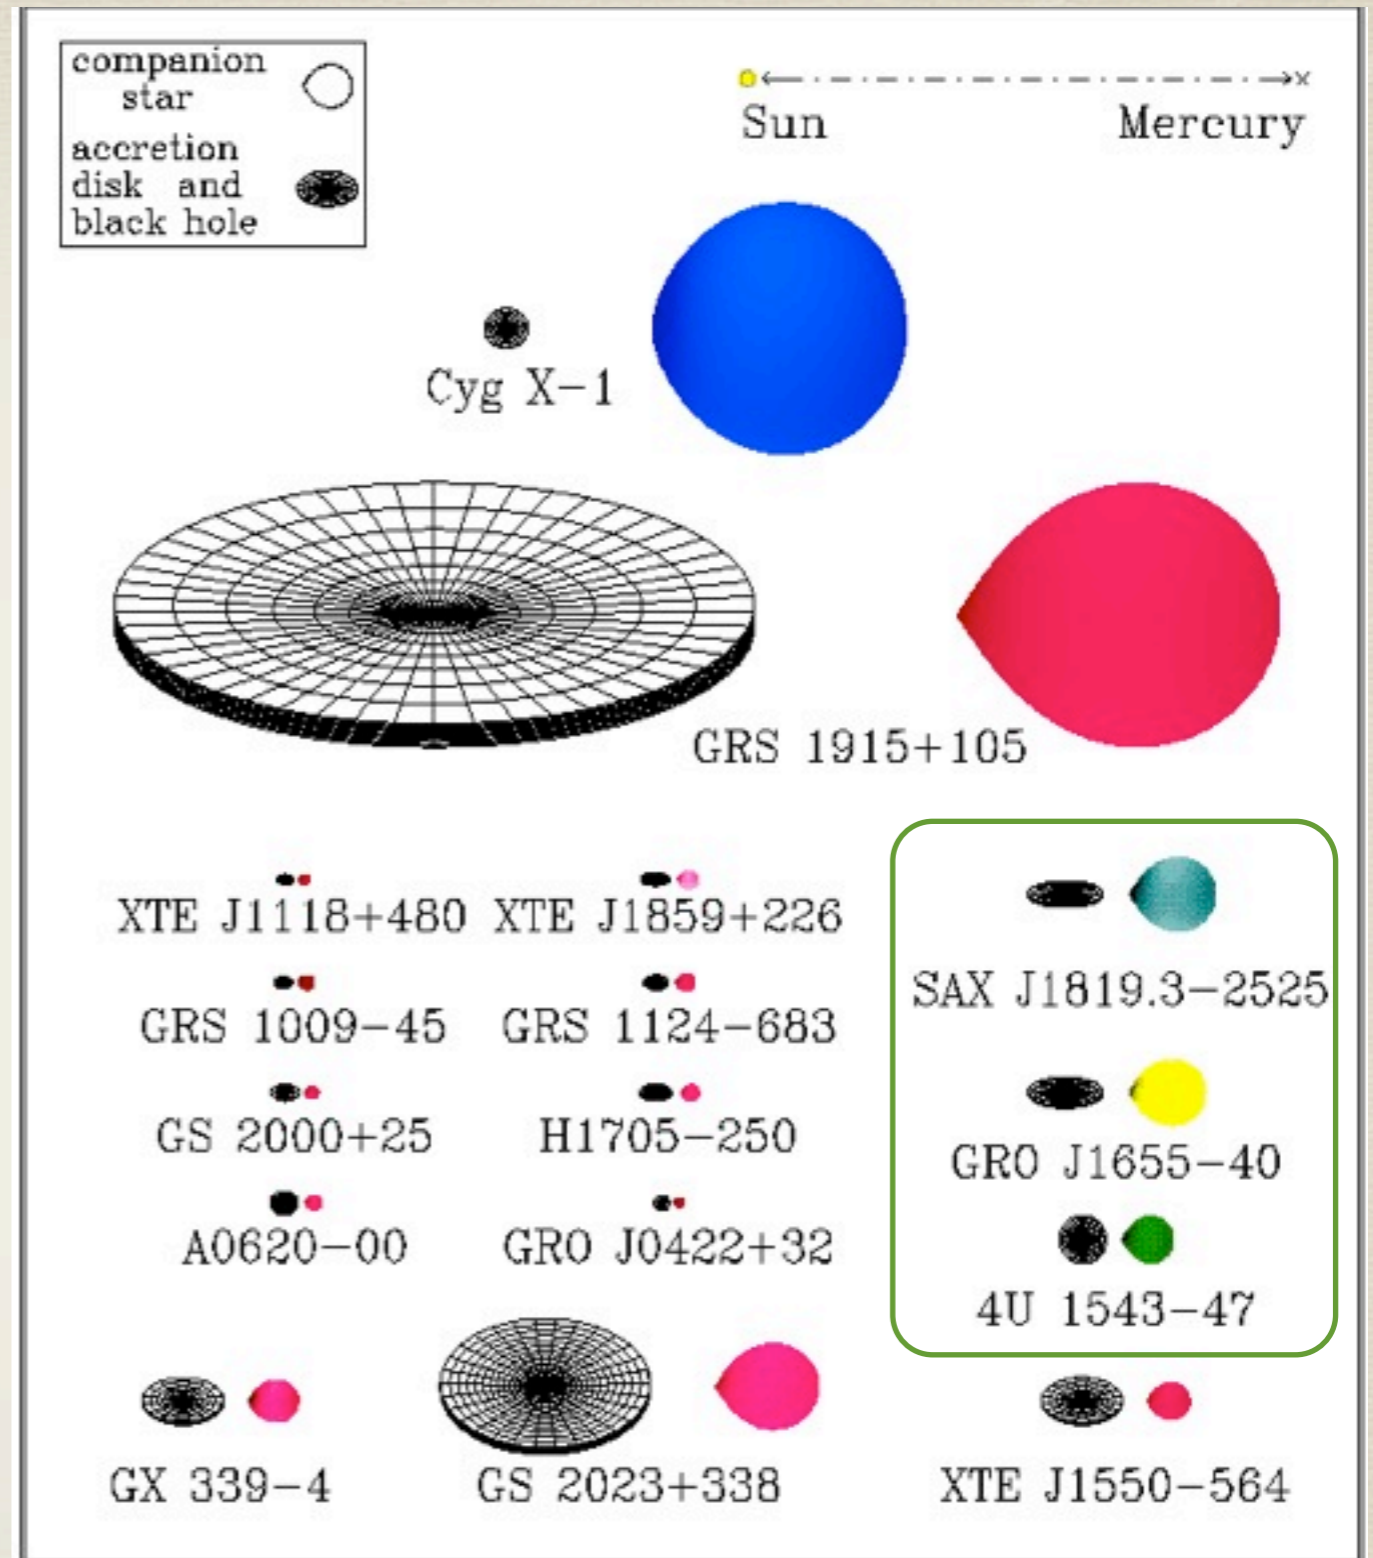 companion
star
accretion
disk and
black hole
Sun
Mercury
Cyg X-1
GRS 1915+105
XTE J1118+480
XTE J1859+226
SAX J1819.3-2525
GRS 1009-45
GRS 1124-683
GS 2000+25
H1705-250
GRO J1655-40
A0620-00
GRO J0422+32
4U 1543-47
GX 339-4
GS 2023+338
XTE J1550-564